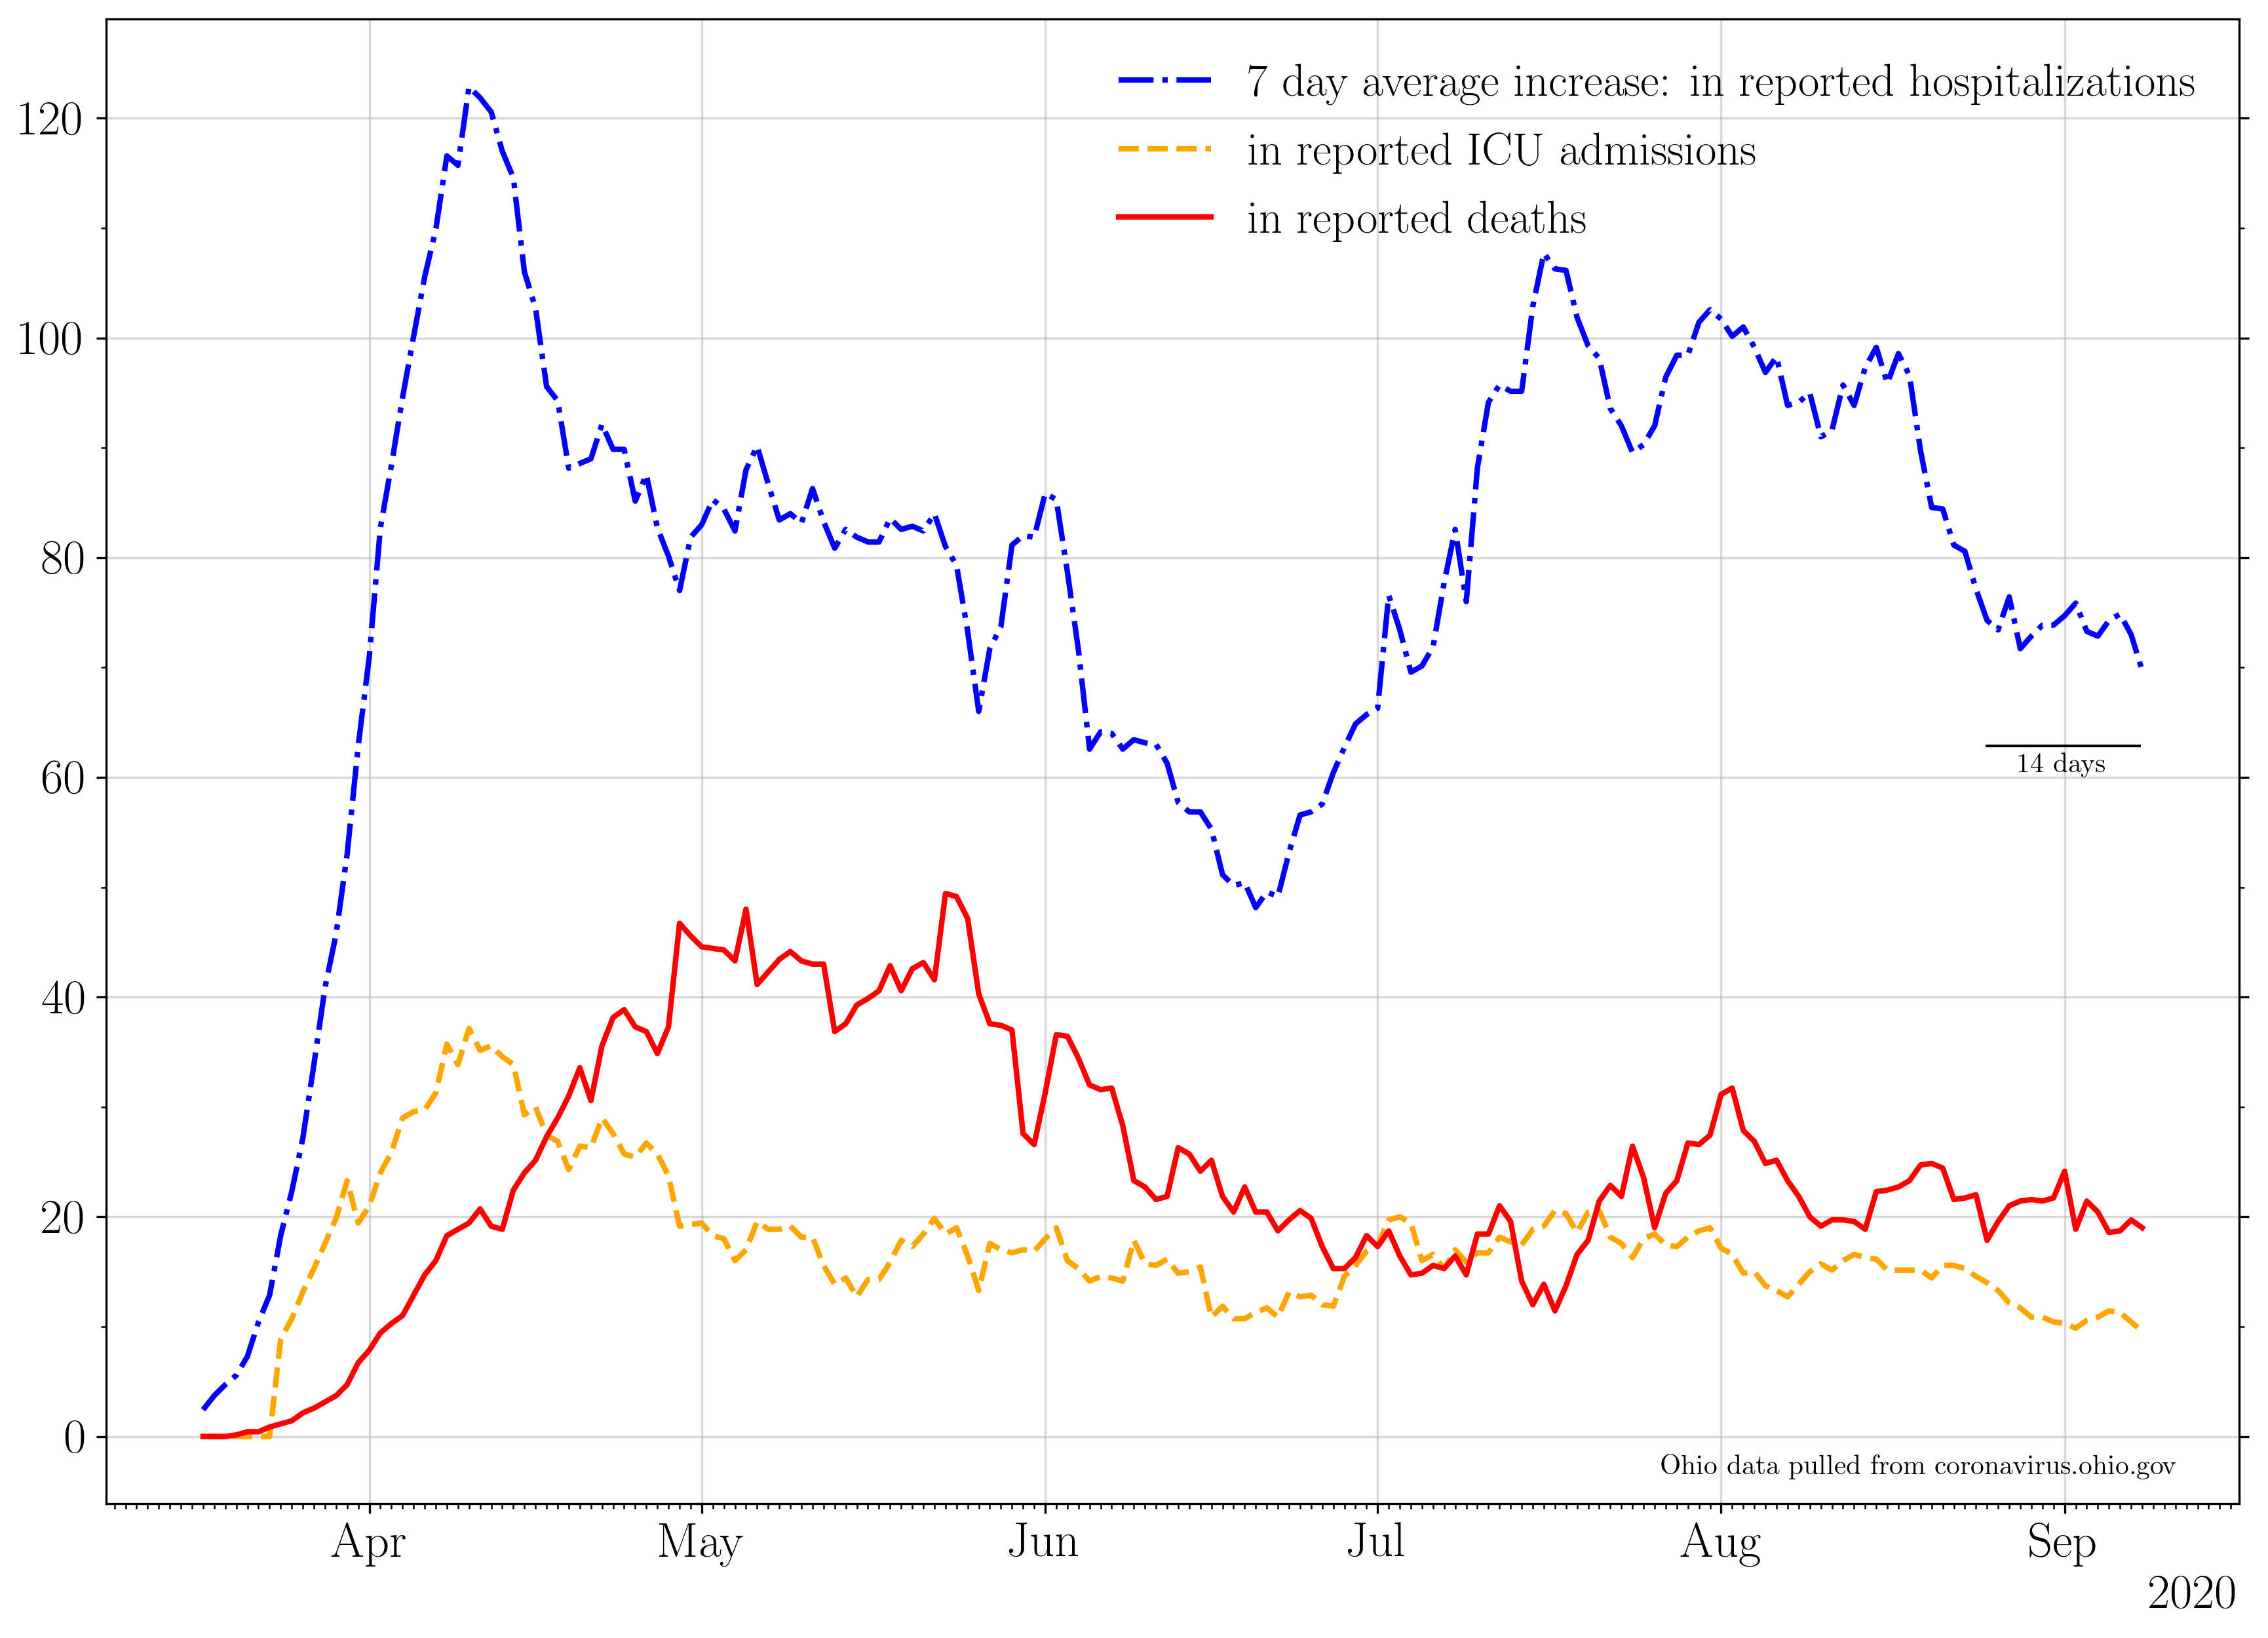 7 day average increase: in reported hospitalizations
in reported ICU admissions
in reported deaths
120
100
80
60
40
20
0
14 days
Ohio data pulled from coronavirus.ohio.gov
Apr May Jun Jul Aug Sep
2020